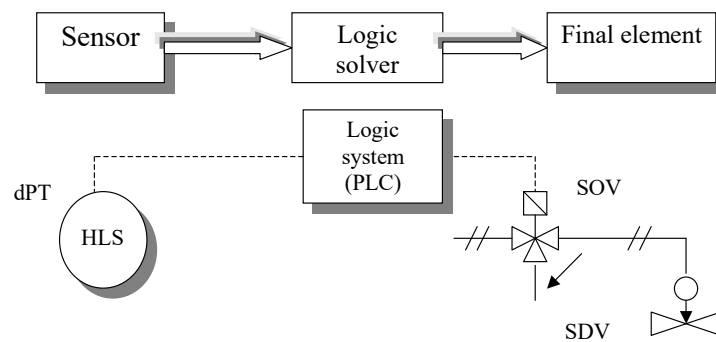 Sensor
Logic
solver
Final element
Logic
system
(PLC)
dPT
SOV
HLS
SDV